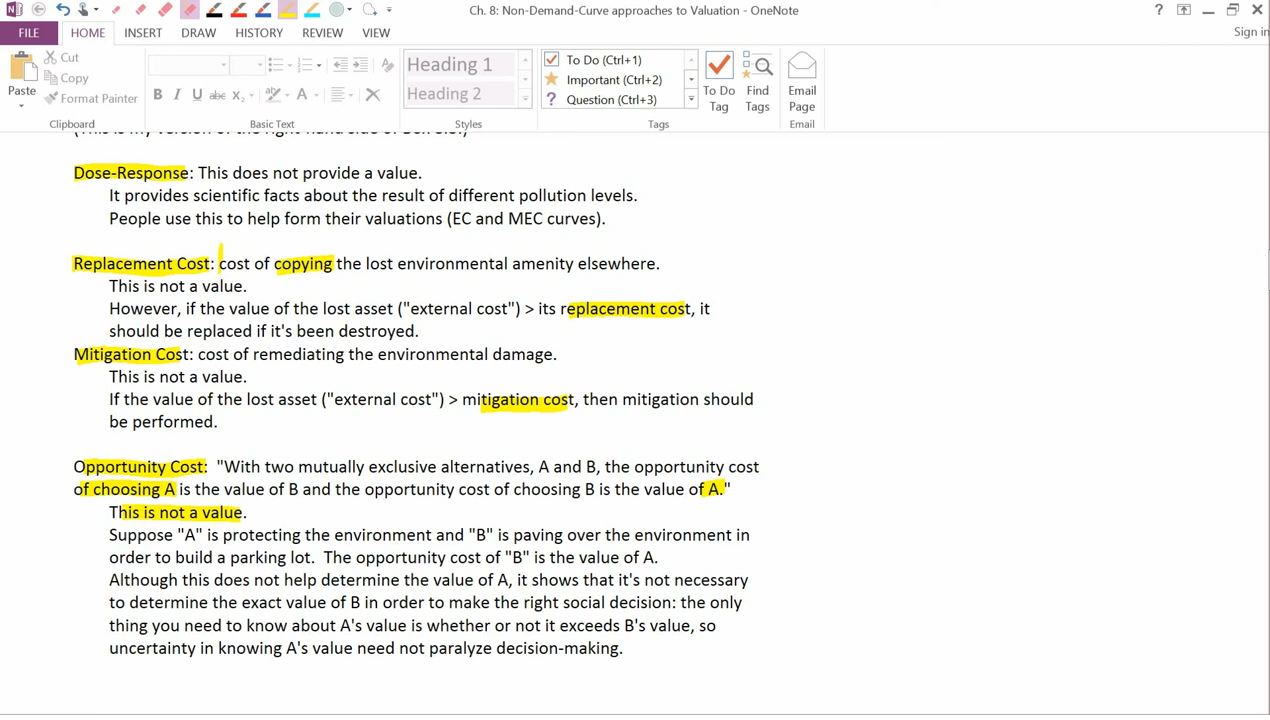 Ch. 8: Non-Demand-Curve approaches to Valuation - OneNote
FILE HOME INSERT DRAW HISTORY REVIEW VIEW Sign in
Paste
Cut
Copy
Format Painter
Clipboard
B I U abc X₂ A
Basic Text
Heading 1
Heading 2
Styles
To Do (Ctrl+1)
Important (Ctrl+2)
Question (Ctrl+3)
To Do Tag
Find Tags
Tags
Email Page
Email
(This is my version of the right-hand side of Box
Dose-Response: This does not provide a value.
It provides scientific facts about the result of different pollution levels.
People use this to help form their valuations (EC and MEC curves).
Replacement Cost: cost of copying the lost environmental amenity elsewhere.
This is not a value.
However, if the value of the lost asset ("external cost") > its replacement cost, it
should be replaced if it's been destroyed.
Mitigation Cost: cost of remediating the environmental damage.
This is not a value.
If the value of the lost asset ("external cost") > mitigation cost, then mitigation should
be performed.
Opportunity Cost: "With two mutually exclusive alternatives, A and B, the opportunity cost
of choosing A is the value of B and the opportunity cost of choosing B is the value of A."
This is not a value.
Suppose "A" is protecting the environment and "B" is paving over the environment in
order to build a parking lot. The opportunity cost of "B" is the value of A.
Although this does not help determine the value of A, it shows that it's not necessary
to determine the exact value of B in order to make the right social decision: the only
thing you need to know about A's value is whether or not it exceeds B's value, so
uncertainty in knowing A's value need not paralyze decision-making.